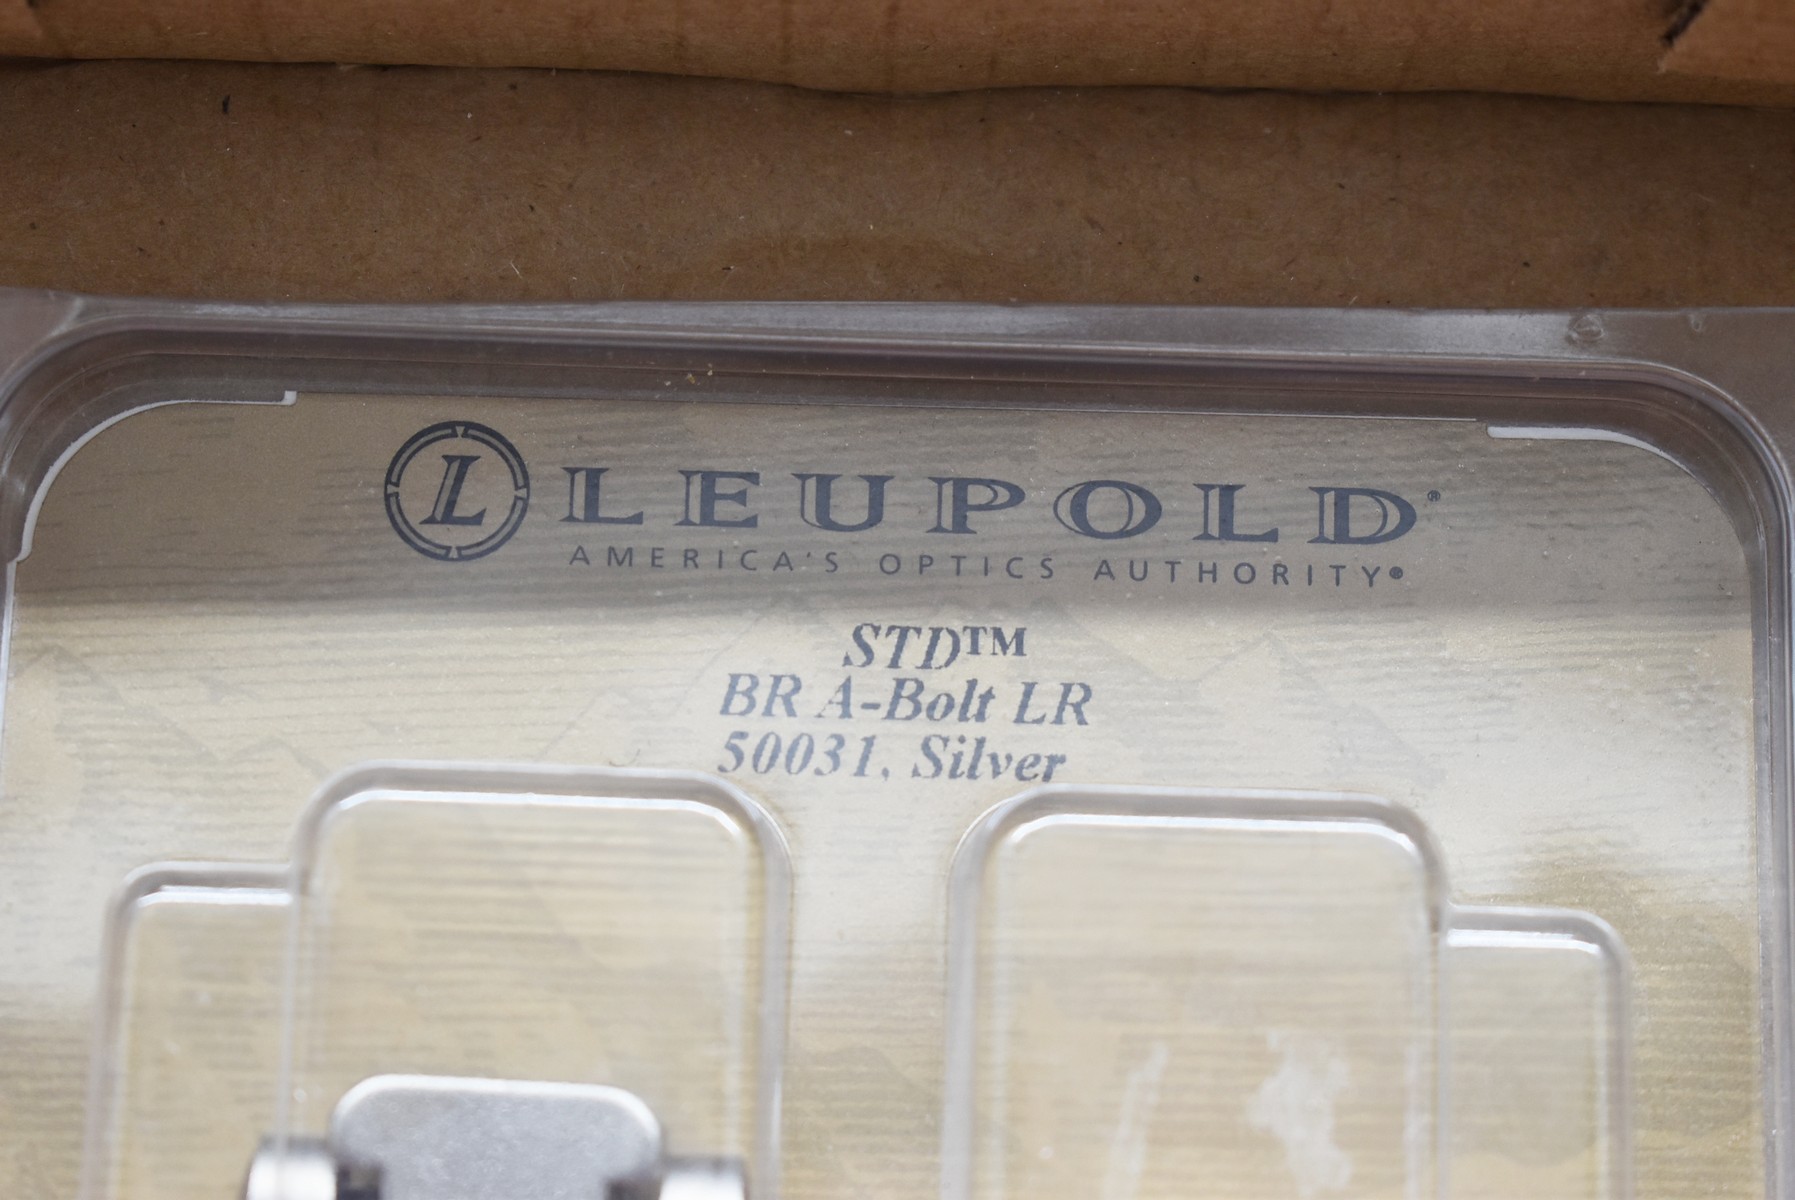 L LEUPOLD®
AMERICA'S OPTICS AUTHORITY®
STD™
BR A-Bolt LR
50031, Silver